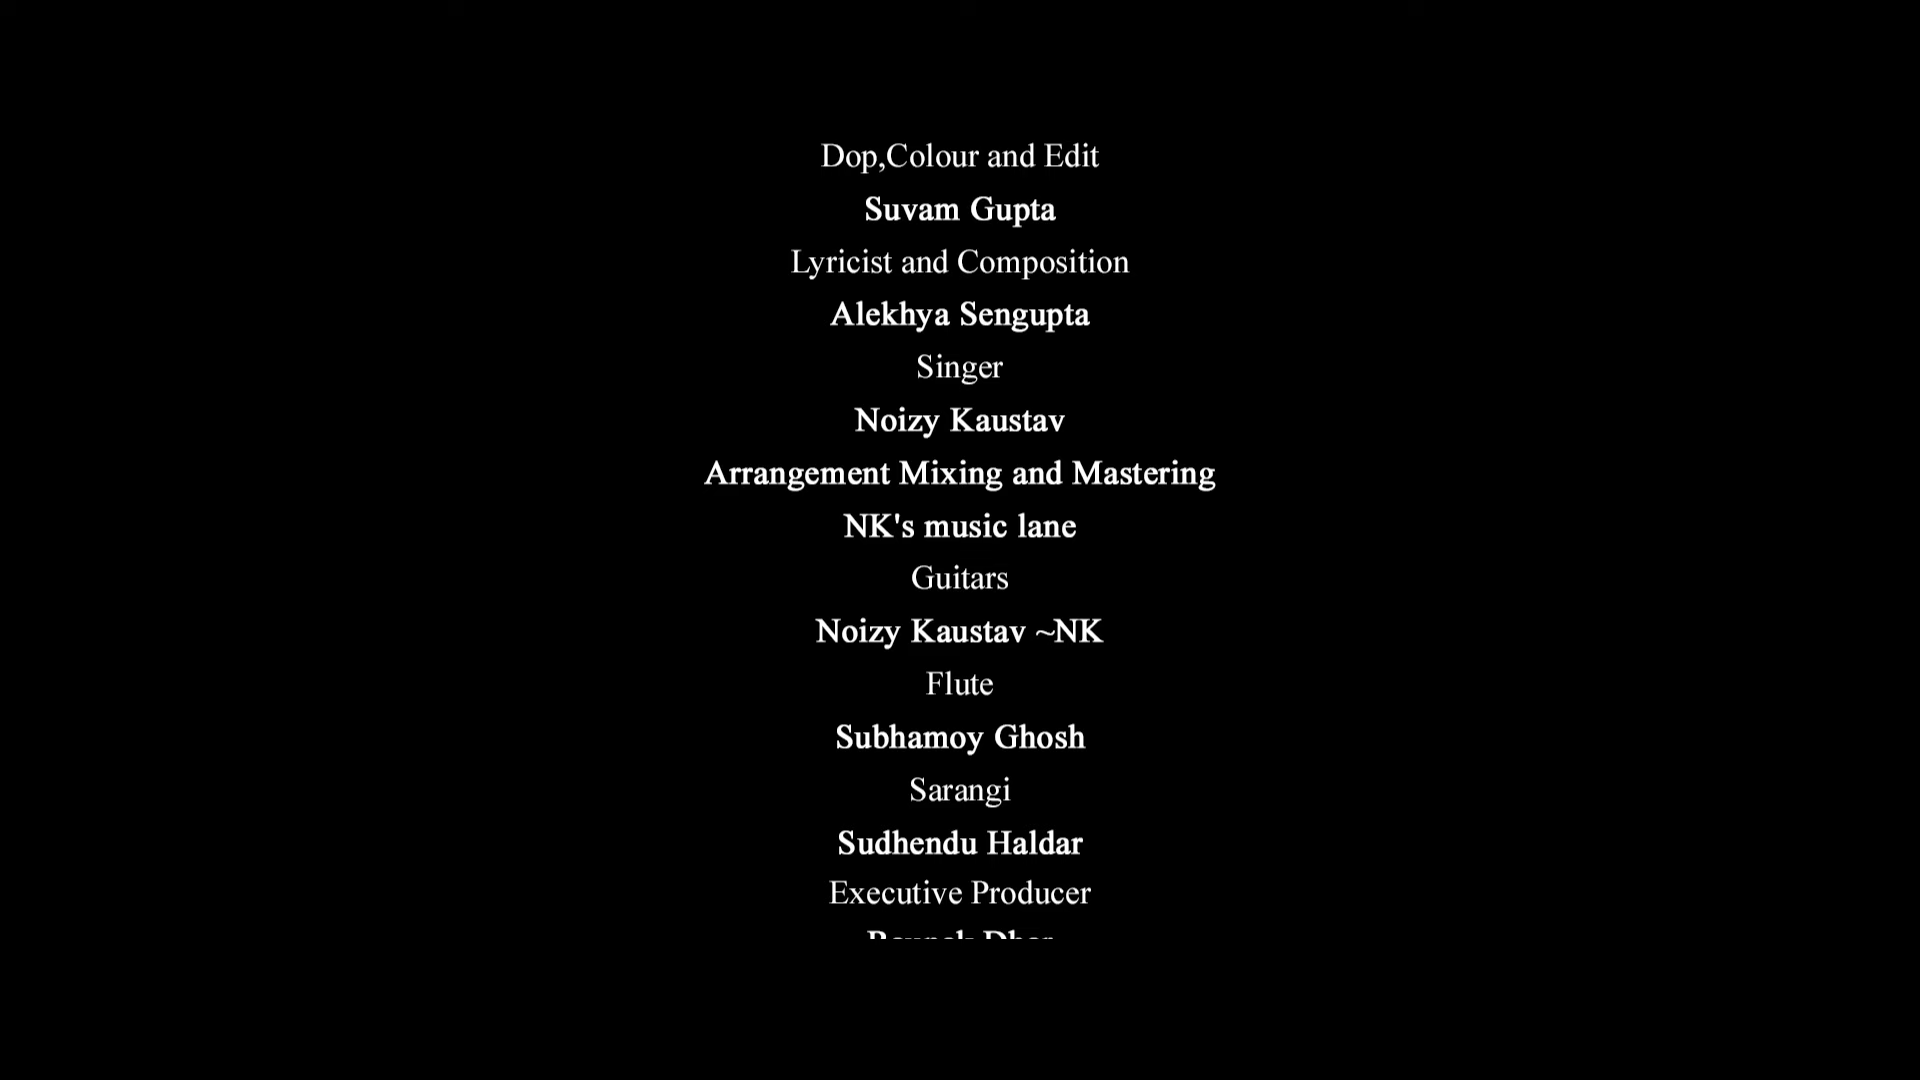 Dop,Colour and Edit
Suvam Gupta
Lyricist and Composition
Alekhya Sengupta
Singer
Noizy Kaustav
Arrangement Mixing and Mastering
NK's music lane
Guitars
Noizy Kaustav ~NK
Flute
Subhamoy Ghosh
Sarangi
Sudhendu Haldar
Executive Producer